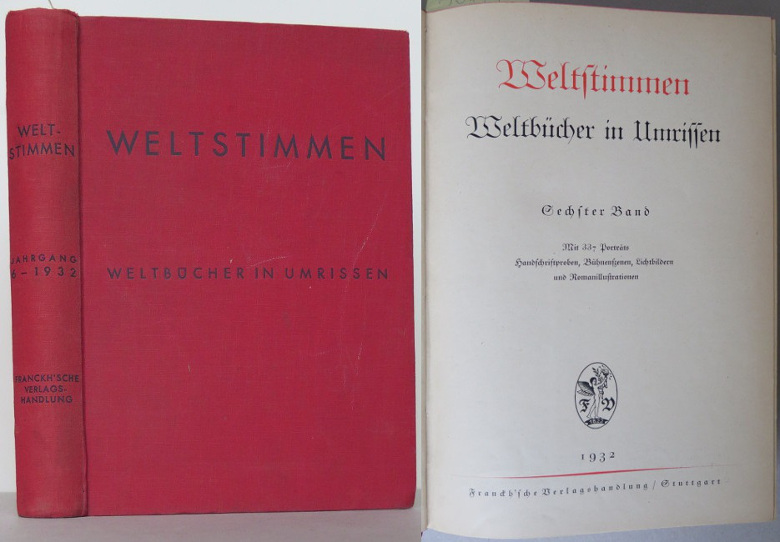 WELT-
STIMMEN
JAHRGANG
6 – 1932
FRANCKH'SCHE
VERLAGS-
HANDLUNG
WELTSTIMMEN
WELTBÜCHER IN UMRISSEN
Weltstimmen
Weltbücher in Umrissen
Sechster Band
Mit 337 Porträts
Handschriftproben, Bühnenszenen, Lichtbildern
und Romanillustrationen
F V
1822
1932
Franckh'sche Verlagshandlung / Stuttgart